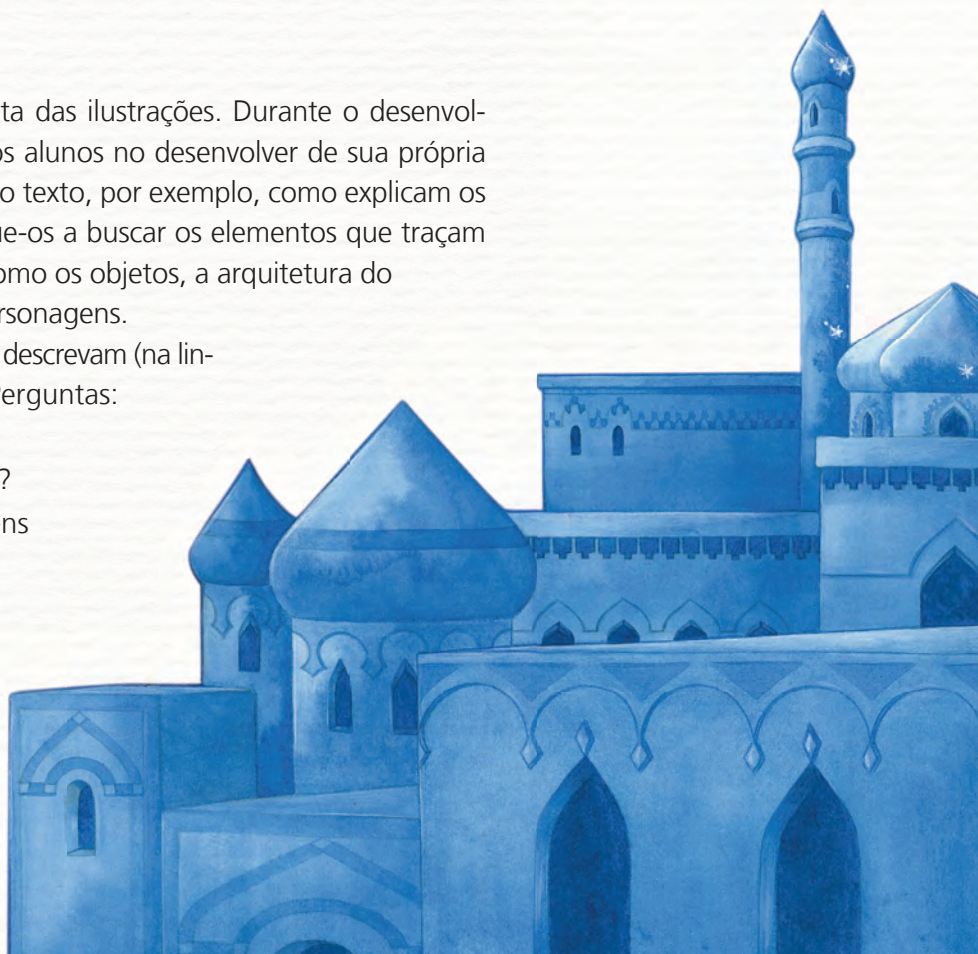 ta das ilustrações. Durante o desenvol-
os alunos no desenvolver de sua própria
o texto, por exemplo, como explicam os
ue-os a buscar os elementos que traçam
omo os objetos, a arquitetura do
rsonagens.
descrevam (na lin-
erguntas:
?
ns